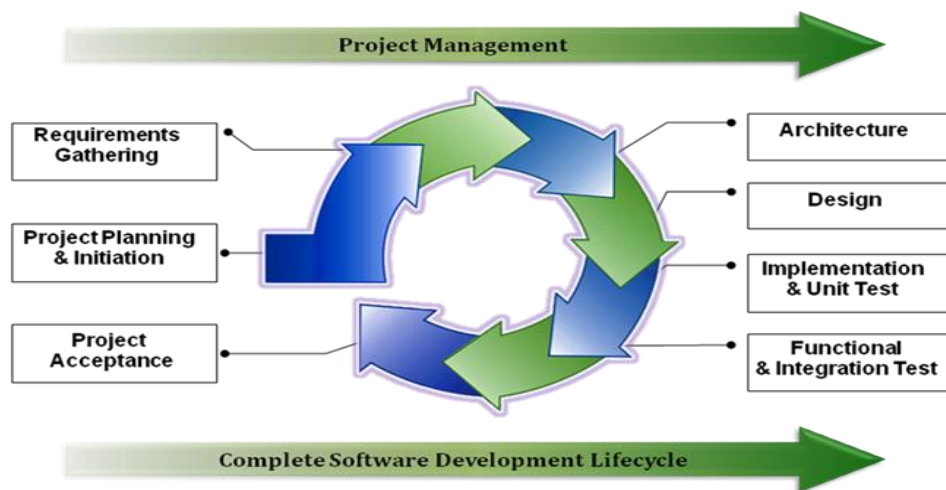 Project Management
Requirements
Gathering
Project Planning
& Initiation
Project
Acceptance
Architecture
Design
Implementation
& Unit Test
Functional
& Integration Test
Complete Software Development Lifecycle